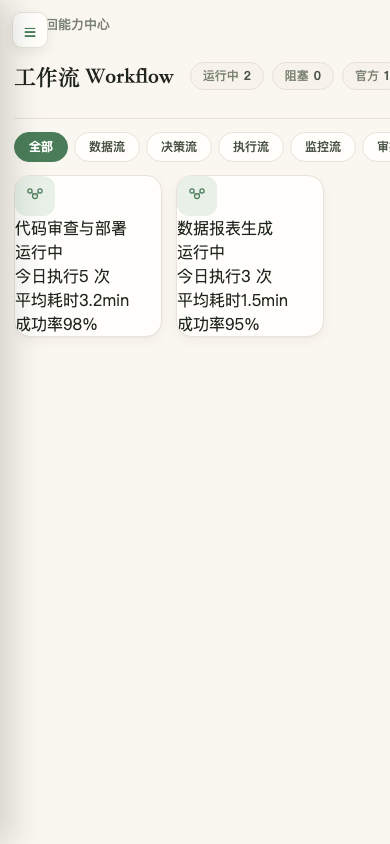 回能力中心
工作流 Workflow
运行中 2
阻塞 0
官方 1
全部
数据流
决策流
执行流
监控流
审
代码审查与部署
运行中
今日执行5 次
平均耗时3.2min
成功率98%
数据报表生成
运行中
今日执行3 次
平均耗时1.5min
成功率95%